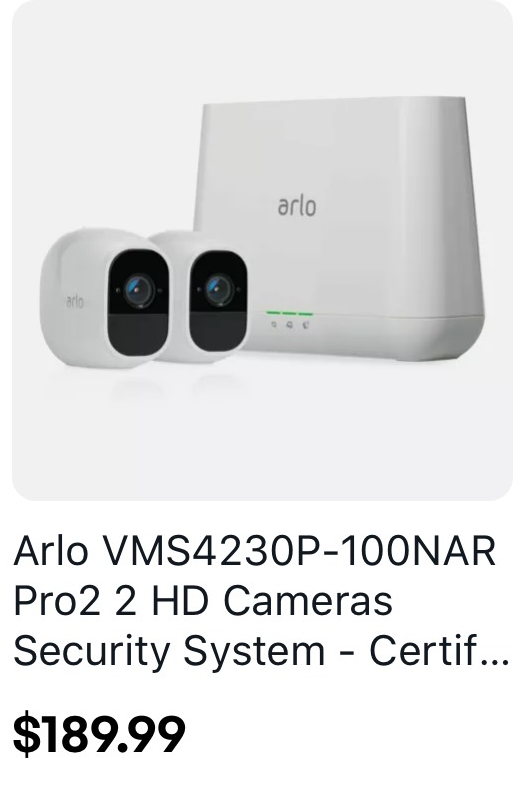 arlo
arlo
Arlo VMS4230P-100NAR
Pro2 2 HD Cameras
Security System - Certif...
$189.99